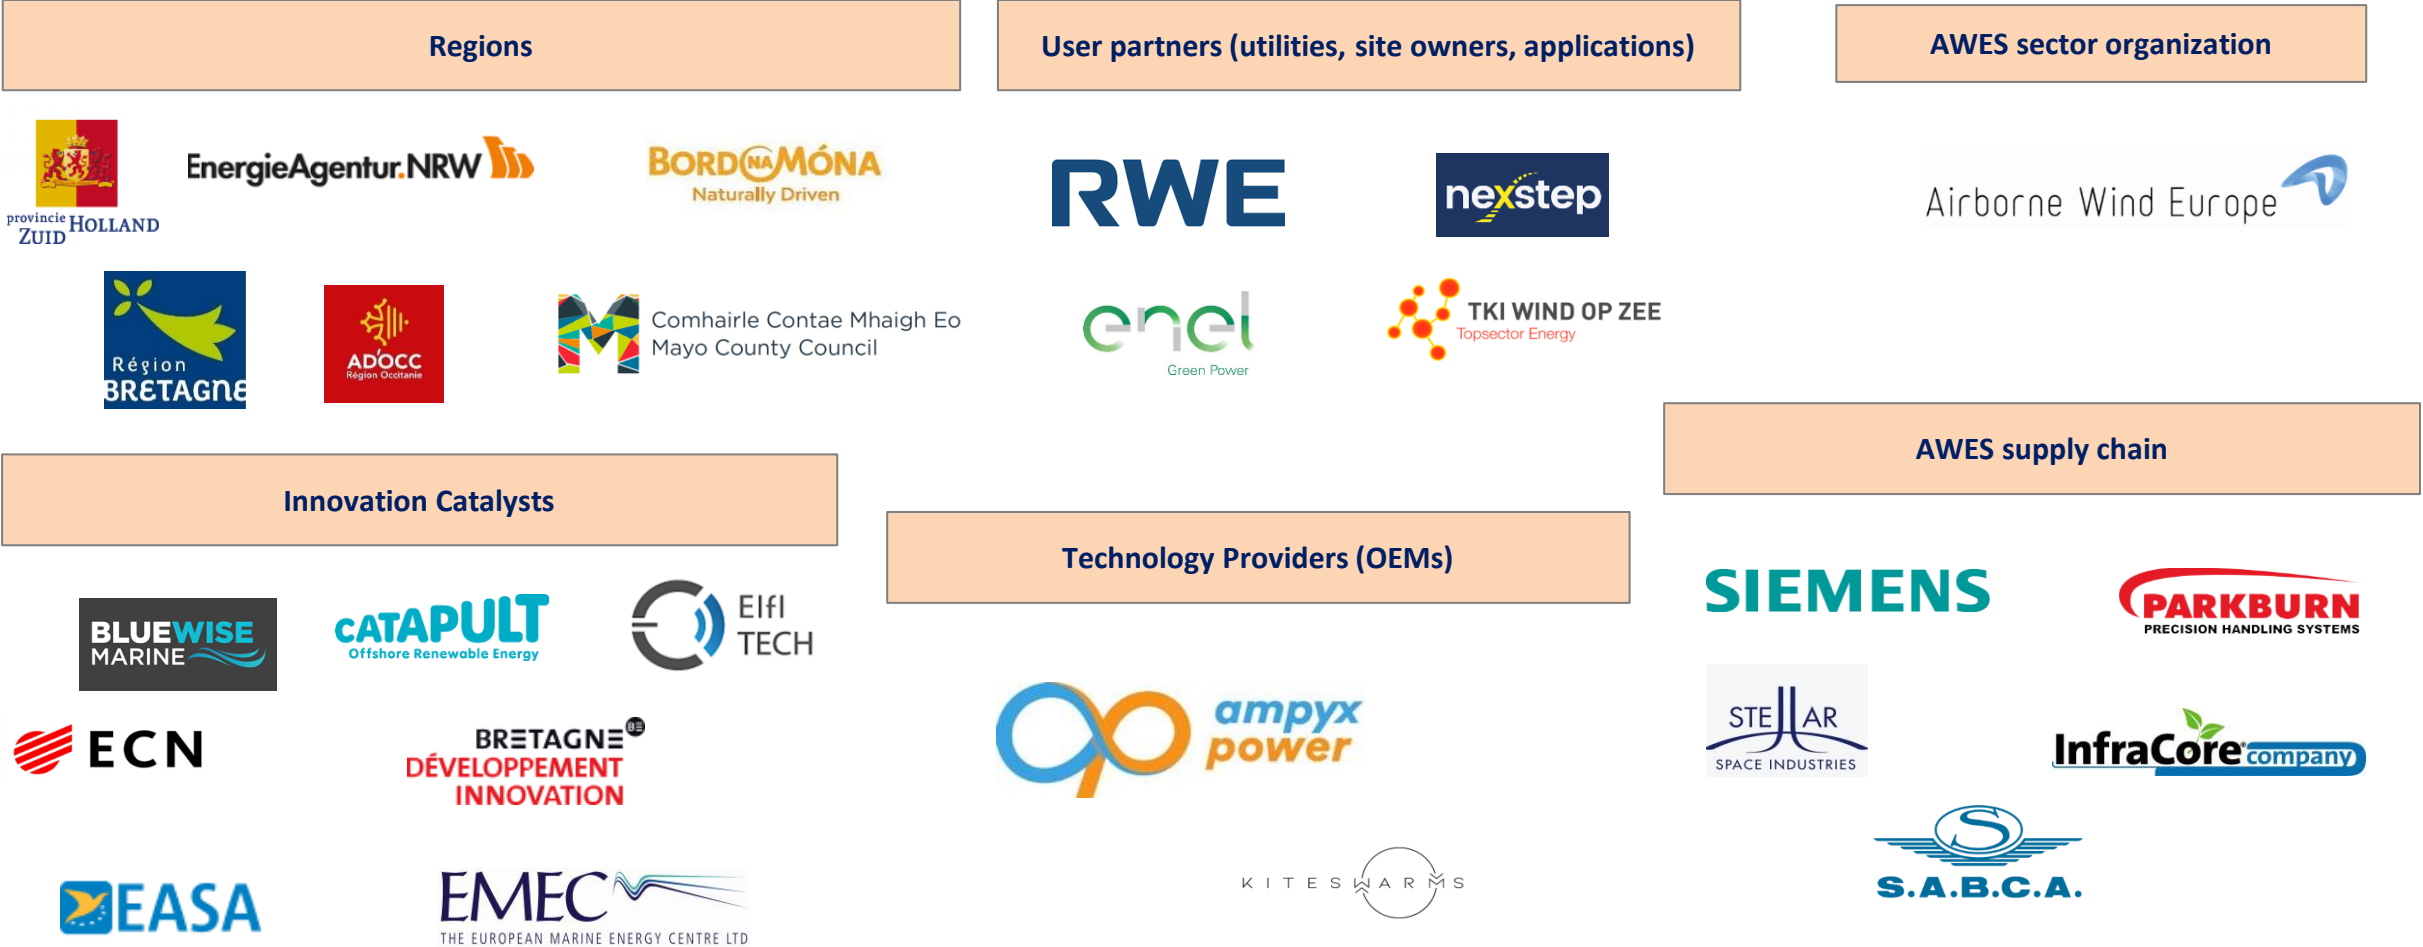 Regions
provincie
ZUID HOLLAND
EnergieAgentur.NRW
BORD NA MÓNA
Naturally Driven
Région
BRETAGNE
AD'OCC
Région Occitanie
Comhairle Contae Mhaigh Eo
Mayo County Council
User partners (utilities, site owners, applications)
RWE
nexstep
enel
Green Power
TKI WIND OP ZEE
Topsector Energy
AWES sector organization
Airborne Wind Europe
Innovation Catalysts
BLUEWISE
MARINE
CATAPULT
Offshore Renewable Energy
EIfI
TECH
ECN
BRETAGNE
DÉVELOPPEMENT
INNOVATION
EASA
EMEC
THE EUROPEAN MARINE ENERGY CENTRE LTD
Technology Providers (OEMs)
ampyx
power
KITESWARMS
AWES supply chain
SIEMENS
PARKBURN
PRECISION HANDLING SYSTEMS
STELLAR
SPACE INDUSTRIES
InfraCore company
S
S.A.B.C.A.